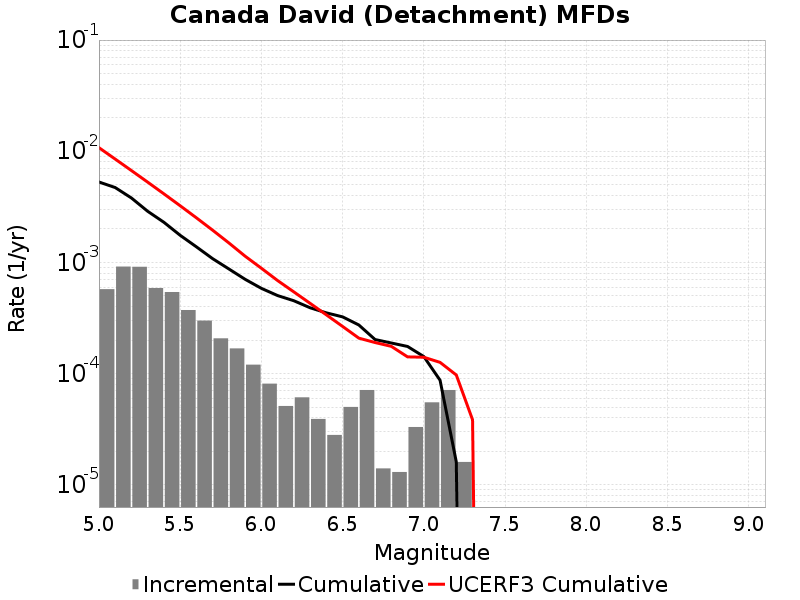 Canada David (Detachment) MFDs
10-1
10-2
10-3
10-4
10-5
Rate (1/yr)
5.0 5.5 6.0 6.5 7.0 7.5 8.0 8.5 9.0
Magnitude
Incremental Cumulative UCERF3 Cumulative